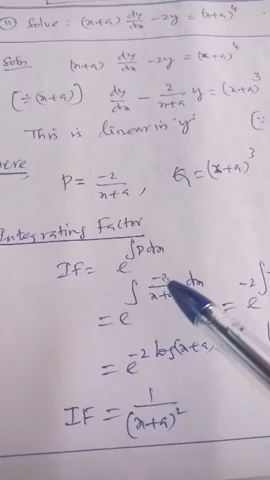 ⑪ Solve : (x+a) dy/dx - 2y = (x+a)^4
Soln: (x+a) dy/dx - 2y = (x+a)^4
[÷(x+a)] dy/dx - 2/(x+a) y = (x+a)^3
This is linear in 'y'
P = -2/(x+a) , Q = (x+a)^3
Integrating Factor
IF = e^∫Pdx
= e^∫ -2/(x+a) dx = e^-2∫
= e^-2 log(x+a)
IF = 1/(x+a)^2